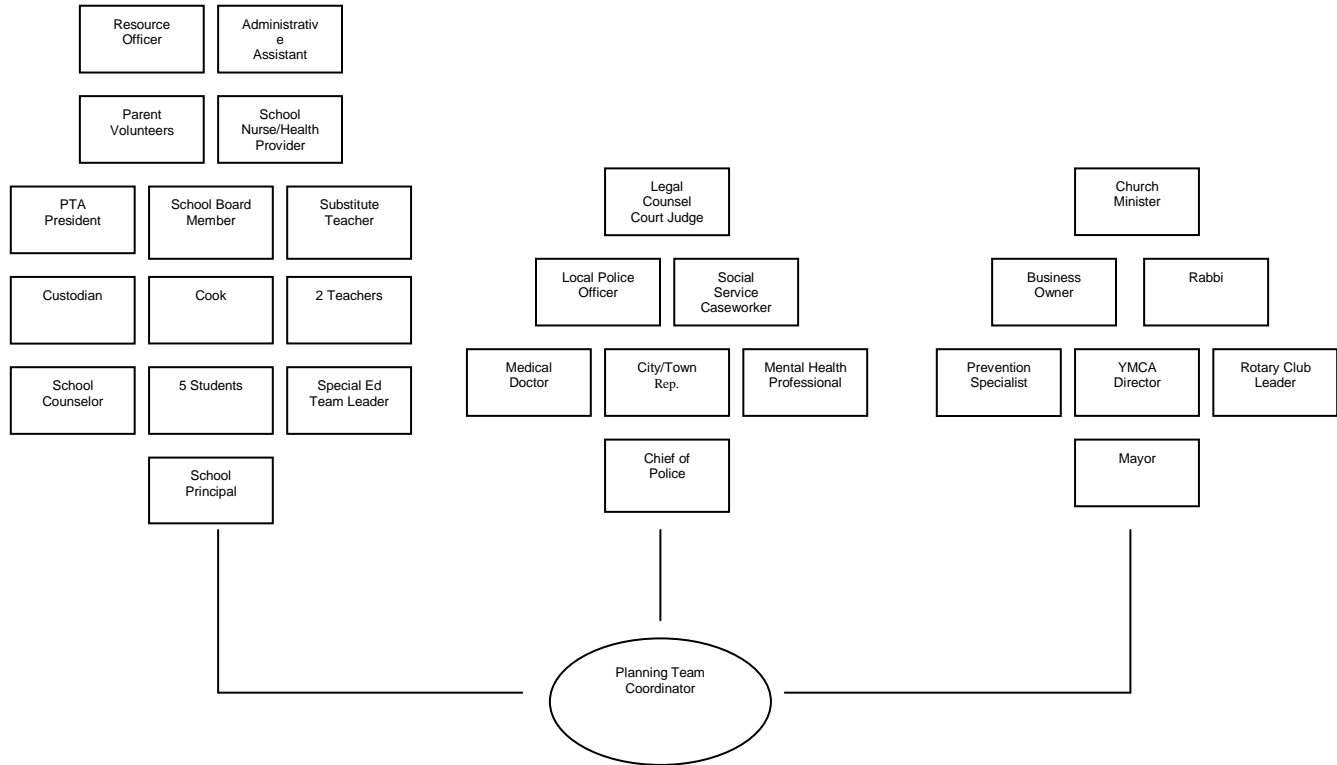 Resource
Officer
Administrativ
e
Assistant
Parent
Volunteers
School
Nurse/Health
Provider
PTA
President
School Board
Member
Substitute
Teacher
Custodian
Cook
2 Teachers
School
Counselor
5 Students
Special Ed
Team Leader
School
Principal
Legal
Counsel
Court Judge
Local Police
Officer
Social
Service
Caseworker
Medical
Doctor
City/Town
Rep.
Mental Health
Professional
Chief of
Police
Church
Minister
Business
Owner
Rabbi
Prevention
Specialist
YMCA
Director
Rotary Club
Leader
Mayor
Planning Team
Coordinator